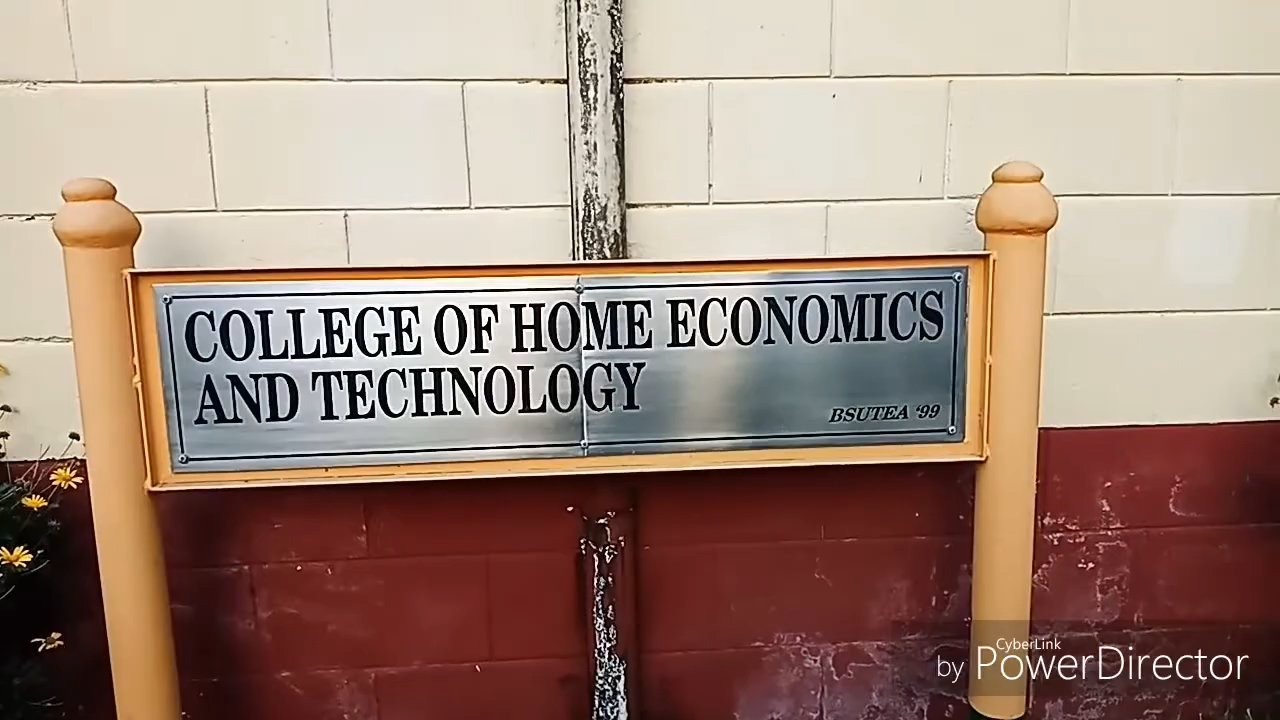 COLLEGE OF HOME ECONOMICS
AND TECHNOLOGY
BSUTEA '99
CyberLink
by PowerDirector